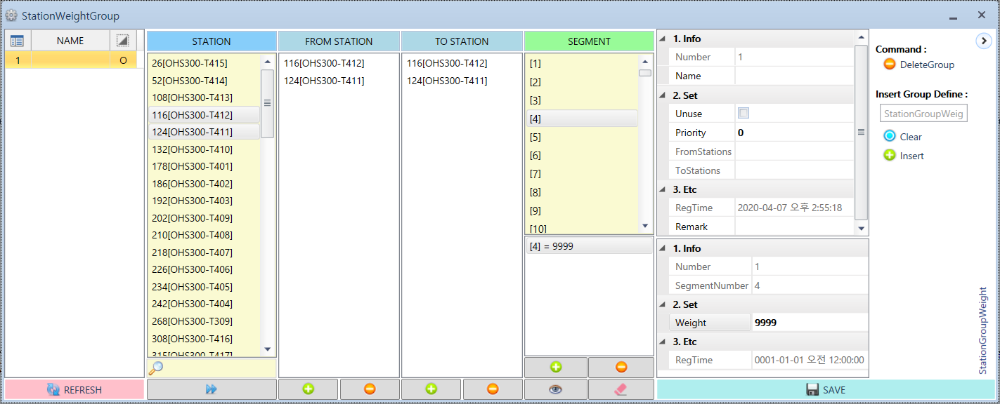 StationWeightGroup
NAME
1 O
REFRESH
STATION
26[OHS300-T415]
52[OHS300-T414]
108[OHS300-T413]
116[OHS300-T412]
124[OHS300-T411]
132[OHS300-T410]
178[OHS300-T401]
186[OHS300-T402]
192[OHS300-T403]
202[OHS300-T409]
210[OHS300-T408]
218[OHS300-T407]
226[OHS300-T406]
234[OHS300-T405]
242[OHS300-T404]
268[OHS300-T309]
308[OHS300-T416]
315[OHS300-T417]
FROM STATION
116[OHS300-T412]
124[OHS300-T411]
TO STATION
116[OHS300-T412]
124[OHS300-T411]
SEGMENT
[1]
[2]
[3]
[4]
[5]
[6]
[7]
[8]
[9]
[10]
[4] = 9999
1. Info
Number 1
Name
2. Set
Unuse
Priority 0
FromStations
ToStations
3. Etc
RegTime 2020-04-07 오후 2:55:18
Remark
1. Info
Number 1
SegmentNumber 4
2. Set
Weight 9999
3. Etc
RegTime 0001-01-01 오전 12:00:00
SAVE
Command :
DeleteGroup
Insert Group Define :
StationGroupWeig
Clear
Insert
StationGroupWeight